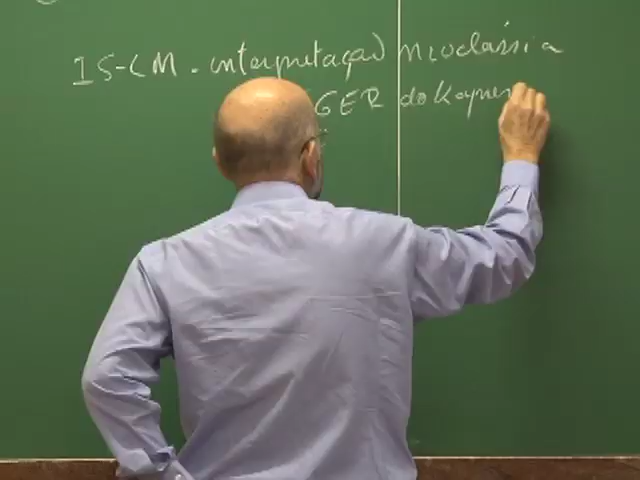 IS-LM - interpretação neoclássica
GER do Keynes